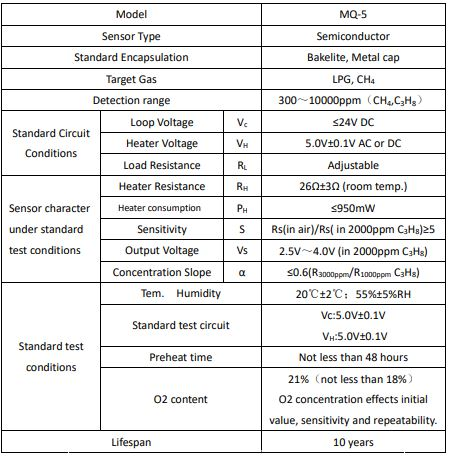 Model MQ-5
Sensor Type Semiconductor
Standard Encapsulation Bakelite, Metal cap
Target Gas LPG, CH₄
Detection range 300～10000ppm（CH₄,C₃H₈）
Standard Circuit Conditions
Loop Voltage V꜀ ≤24V DC
Heater Voltage V_H 5.0V±0.1V AC or DC
Load Resistance R_L Adjustable
Sensor character under standard test conditions
Heater Resistance R_H 26Ω±3Ω (room temp.)
Heater consumption P_H ≤950mW
Sensitivity S Rs(in air)/Rs( in 2000ppm C₃H₈)≥5
Output Voltage Vs 2.5V～4.0V (in 2000ppm C₃H₈)
Concentration Slope α ≤0.6(R₃₀₀₀ppm/R₁₀₀₀ppm C₃H₈)
Standard test conditions
Tem. Humidity 20℃±2℃；55%±5%RH
Standard test circuit Vc:5.0V±0.1V
V_H:5.0V±0.1V
Preheat time Not less than 48 hours
O2 content 21%（not less than 18%）
O2 concentration effects initial
value, sensitivity and repeatability.
Lifespan 10 years